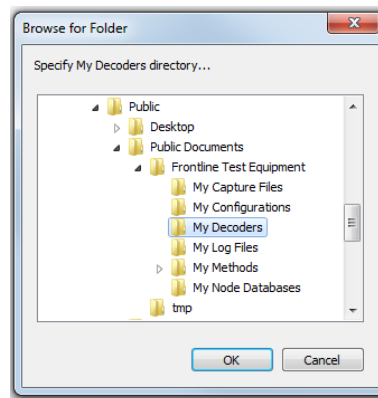 Browse for Folder
Specify My Decoders directory...
Public
Desktop
Public Documents
Frontline Test Equipment
My Capture Files
My Configurations
My Decoders
My Log Files
My Methods
My Node Databases
tmp
OK Cancel